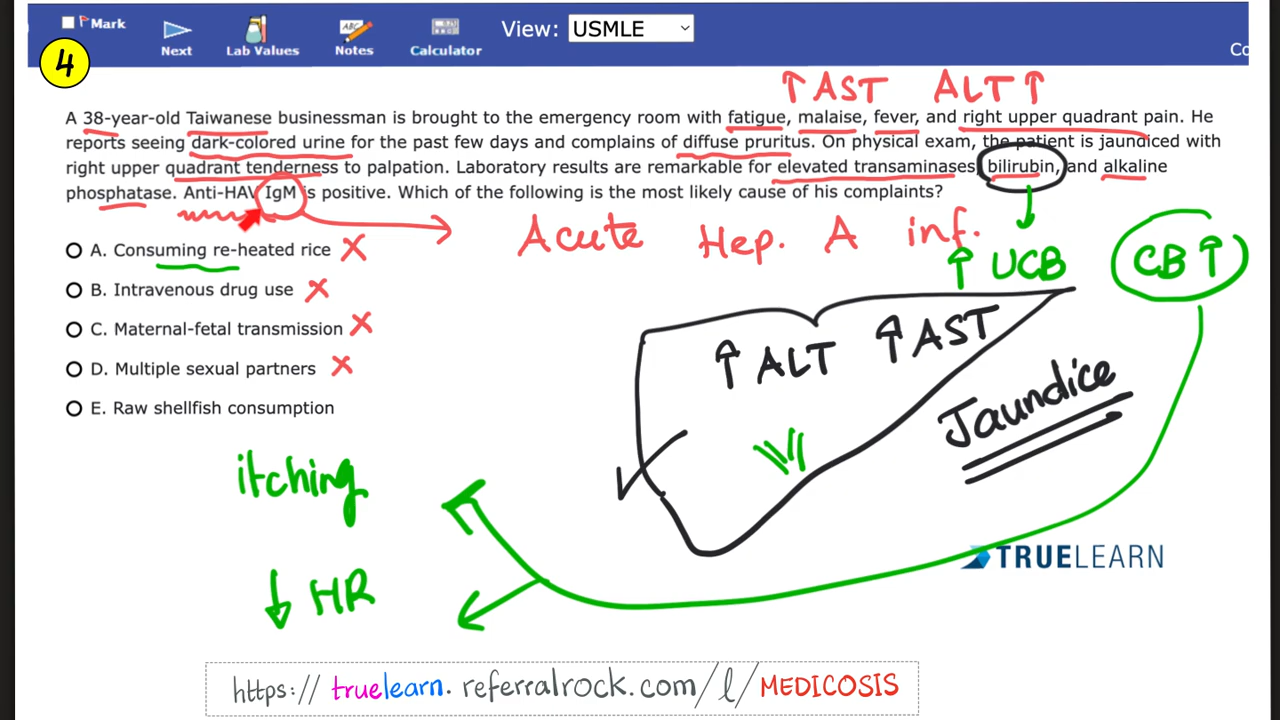 Mark
Next
Lab Values
Notes
Calculator
View:
USMLE
Co
4
↑ AST ALT ↑
A 38-year-old Taiwanese businessman is brought to the emergency room with fatigue, malaise, fever, and right upper quadrant pain. He
reports seeing dark-colored urine for the past few days and complains of diffuse pruritus. On physical exam, the patient is jaundiced with
right upper quadrant tenderness to palpation. Laboratory results are remarkable for elevated transaminases, bilirubin, and alkaline
phosphatase. Anti-HAV IgM is positive. Which of the following is the most likely cause of his complaints?
Acute Hep. A inf.
A. Consuming re-heated rice
↑ UCB
CB ↑
B. Intravenous drug use
C. Maternal-fetal transmission
↑ ALT ↑ AST
D. Multiple sexual partners
Jaundice
E. Raw shellfish consumption
itching
TRUELEARN
↓ HR
https:// truelearn. referralrock.com/l/MEDICOSIS